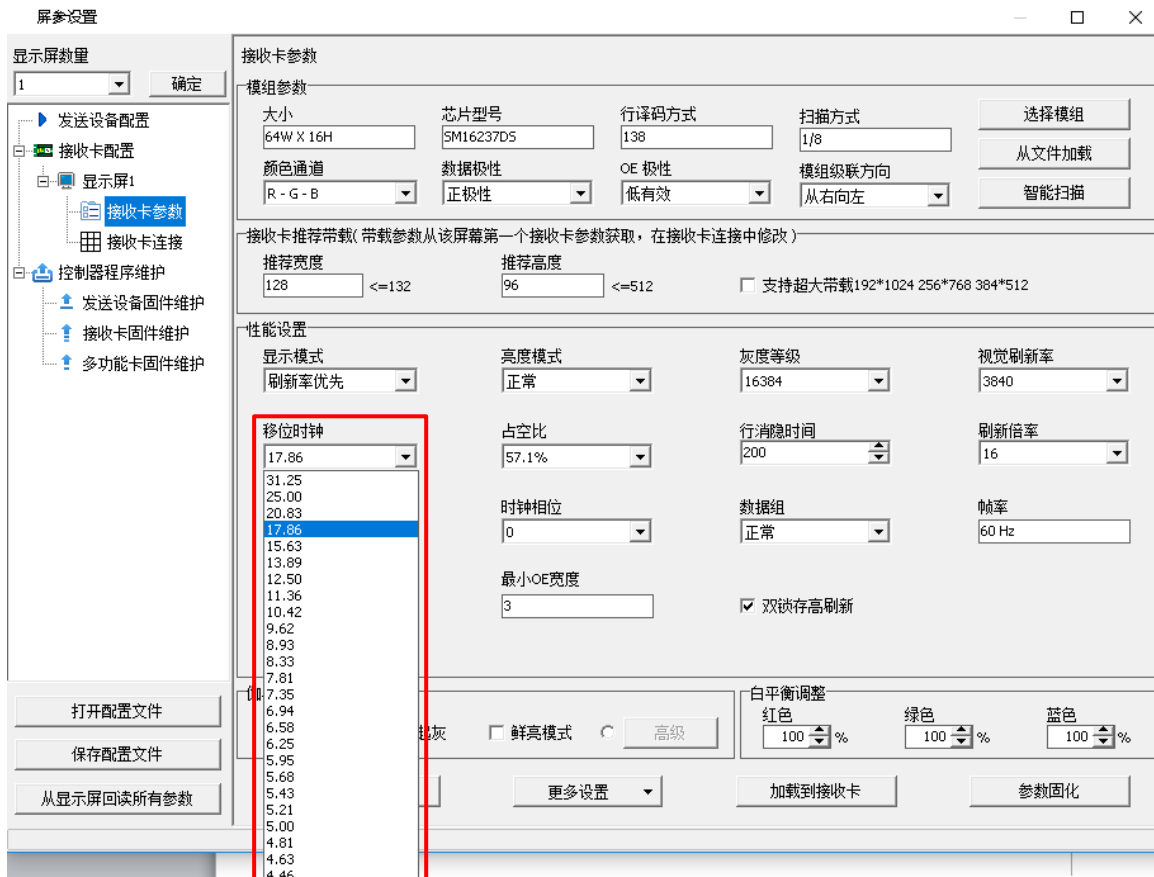 屏参设置
显示屏数量
1
确定
发送设备配置
接收卡配置
显示屏1
接收卡参数
接收卡连接
控制器程序维护
发送设备固件维护
接收卡固件维护
多功能卡固件维护
打开配置文件
保存配置文件
从显示屏回读所有参数
接收卡参数
模组参数
大小 芯片型号 行译码方式 扫描方式
64W X 16H SM16237DS 138 1/8
颜色通道 数据极性 OE 极性 模组级联方向
R - G - B 正极性 低有效 从右向左
选择模组
从文件加载
智能扫描
接收卡推荐带载(带载参数从该屏幕第一个接收卡参数获取，在接收卡连接中修改)
推荐宽度 推荐高度
128 <=132 96 <=512 支持超大带载192*1024 256*768 384*512
性能设置
显示模式 亮度模式 灰度等级 视觉刷新率
刷新率优先 正常 16384 3840
移位时钟 占空比 行消隐时间 刷新倍率
17.86 57.1% 200 16
时钟相位 数据组 帧率
0 正常 60 Hz
最小OE宽度
3 双锁存高刷新
31.25
25.00
20.83
17.86
15.63
13.89
12.50
11.36
10.42
9.62
8.93
8.33
7.81
7.35
6.94
6.58
6.25
5.95
5.68
5.43
5.21
5.00
4.81
4.63
4.46
灰 鲜亮模式 高级
白平衡调整
红色 绿色 蓝色
100 % 100 % 100 %
更多设置 加载到接收卡 参数固化